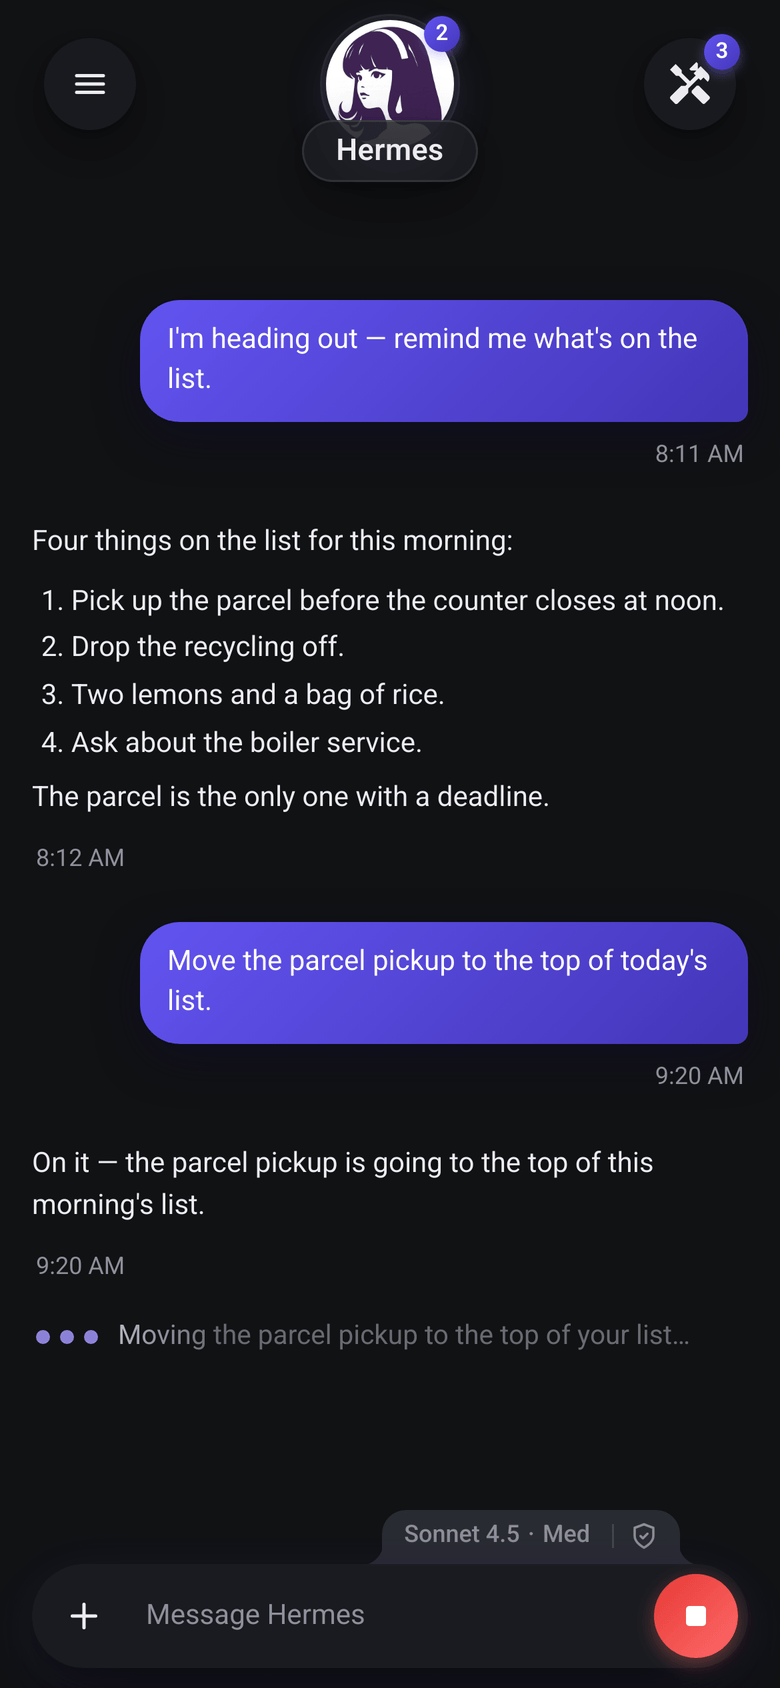 2
3
Hermes
I'm heading out — remind me what's on the
list.
8:11 AM
Four things on the list for this morning:
1. Pick up the parcel before the counter closes at noon.
2. Drop the recycling off.
3. Two lemons and a bag of rice.
4. Ask about the boiler service.
The parcel is the only one with a deadline.
8:12 AM
Move the parcel pickup to the top of today's
list.
9:20 AM
On it — the parcel pickup is going to the top of this
morning's list.
9:20 AM
Moving the parcel pickup to the top of your list…
Sonnet 4.5 · Med
Message Hermes